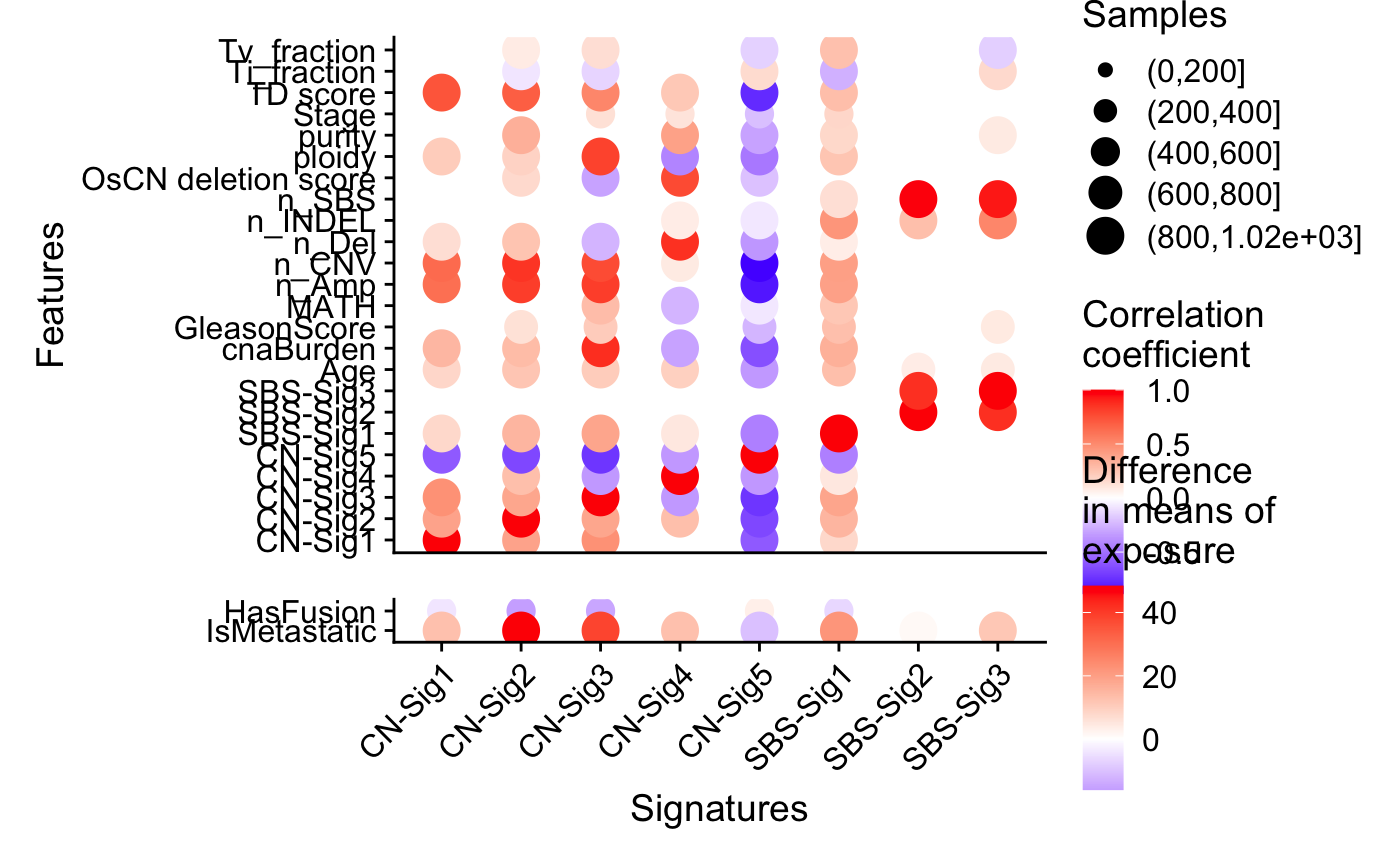 Samples
(0,200]
(200,400]
(400,600]
(600,800]
(800,1.02e+03]
Correlation
coefficient
1.0
0.5
0.0
-0.5
Difference
in means of
exposure
40
20
0
Features
Tv_fraction
Ti_fraction
TD score
Stage
purity
ploidy
OsCN deletion score
n_SBS
n_INDEL
n_Del
n_CNV
n_Amp
MATH
GleasonScore
cnaBurden
Age
SBS-Sig3
SBS-Sig2
SBS-Sig1
CN-Sig5
CN-Sig4
CN-Sig3
CN-Sig2
CN-Sig1
HasFusion
IsMetastatic
CN-Sig1
CN-Sig2
CN-Sig3
CN-Sig4
CN-Sig5
SBS-Sig1
SBS-Sig2
SBS-Sig3
Signatures